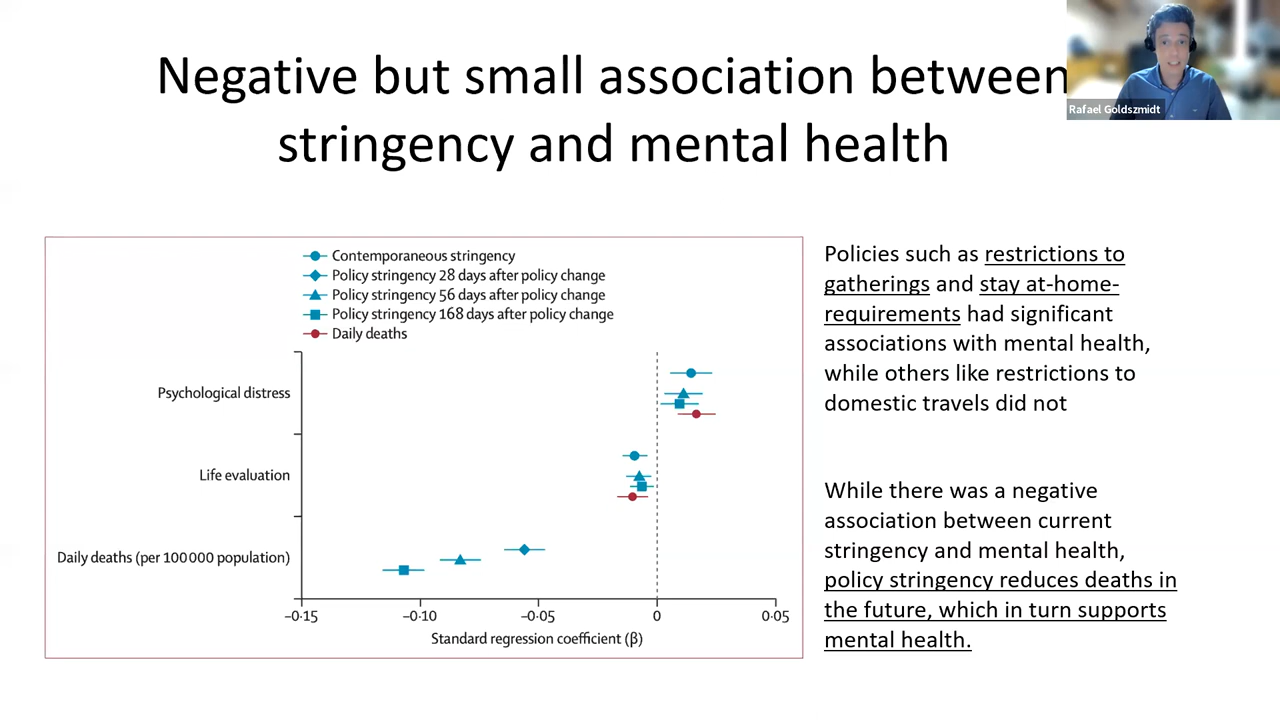 Negative but small association between
stringency and mental health
Rafael Goldszmidt
Contemporaneous stringency
Policy stringency 28 days after policy change
Policy stringency 56 days after policy change
Policy stringency 168 days after policy change
Daily deaths
Psychological distress
Life evaluation
Daily deaths (per 100 000 population)
–0·15 –0·10 –0·05 0 0·05
Standard regression coefficient (β)
Policies such as restrictions to
gatherings and stay at-home-
requirements had significant
associations with mental health,
while others like restrictions to
domestic travels did not
While there was a negative
association between current
stringency and mental health,
policy stringency reduces deaths in
the future, which in turn supports
mental health.